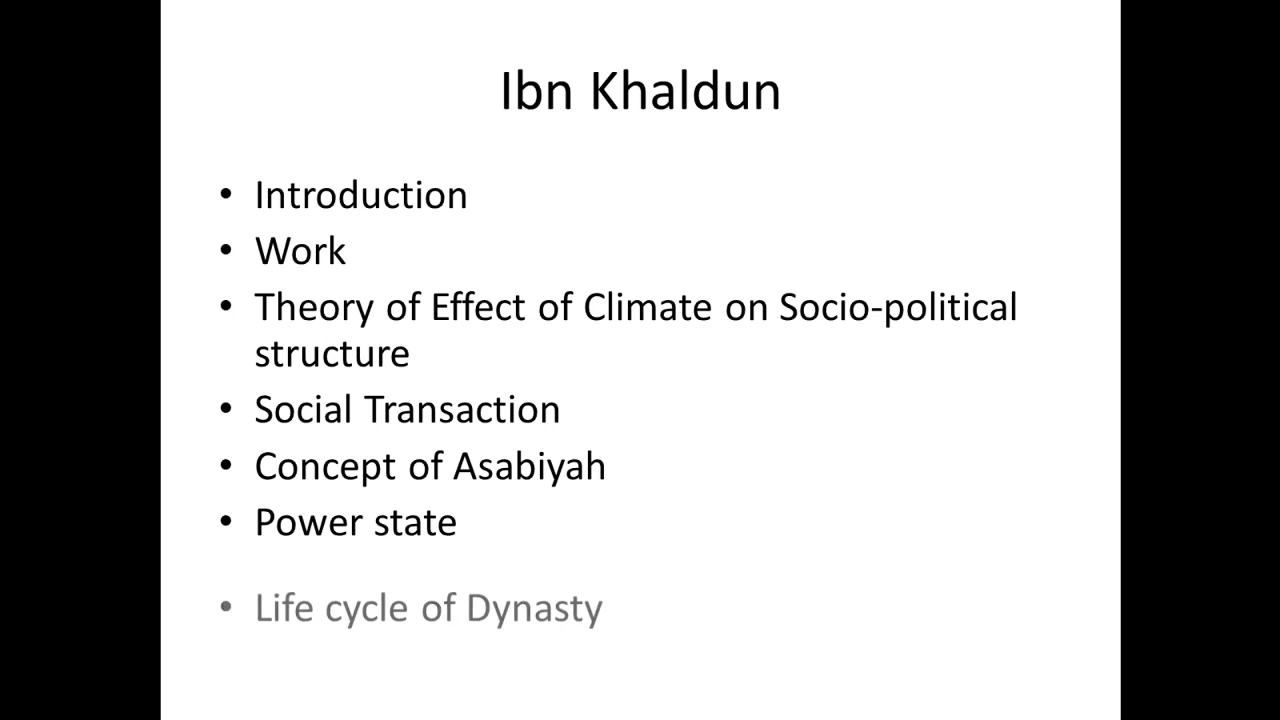 Ibn Khaldun
• Introduction
• Work
• Theory of Effect of Climate on Socio-political
structure
• Social Transaction
• Concept of Asabiyah
• Power state
• Life cycle of Dynasty